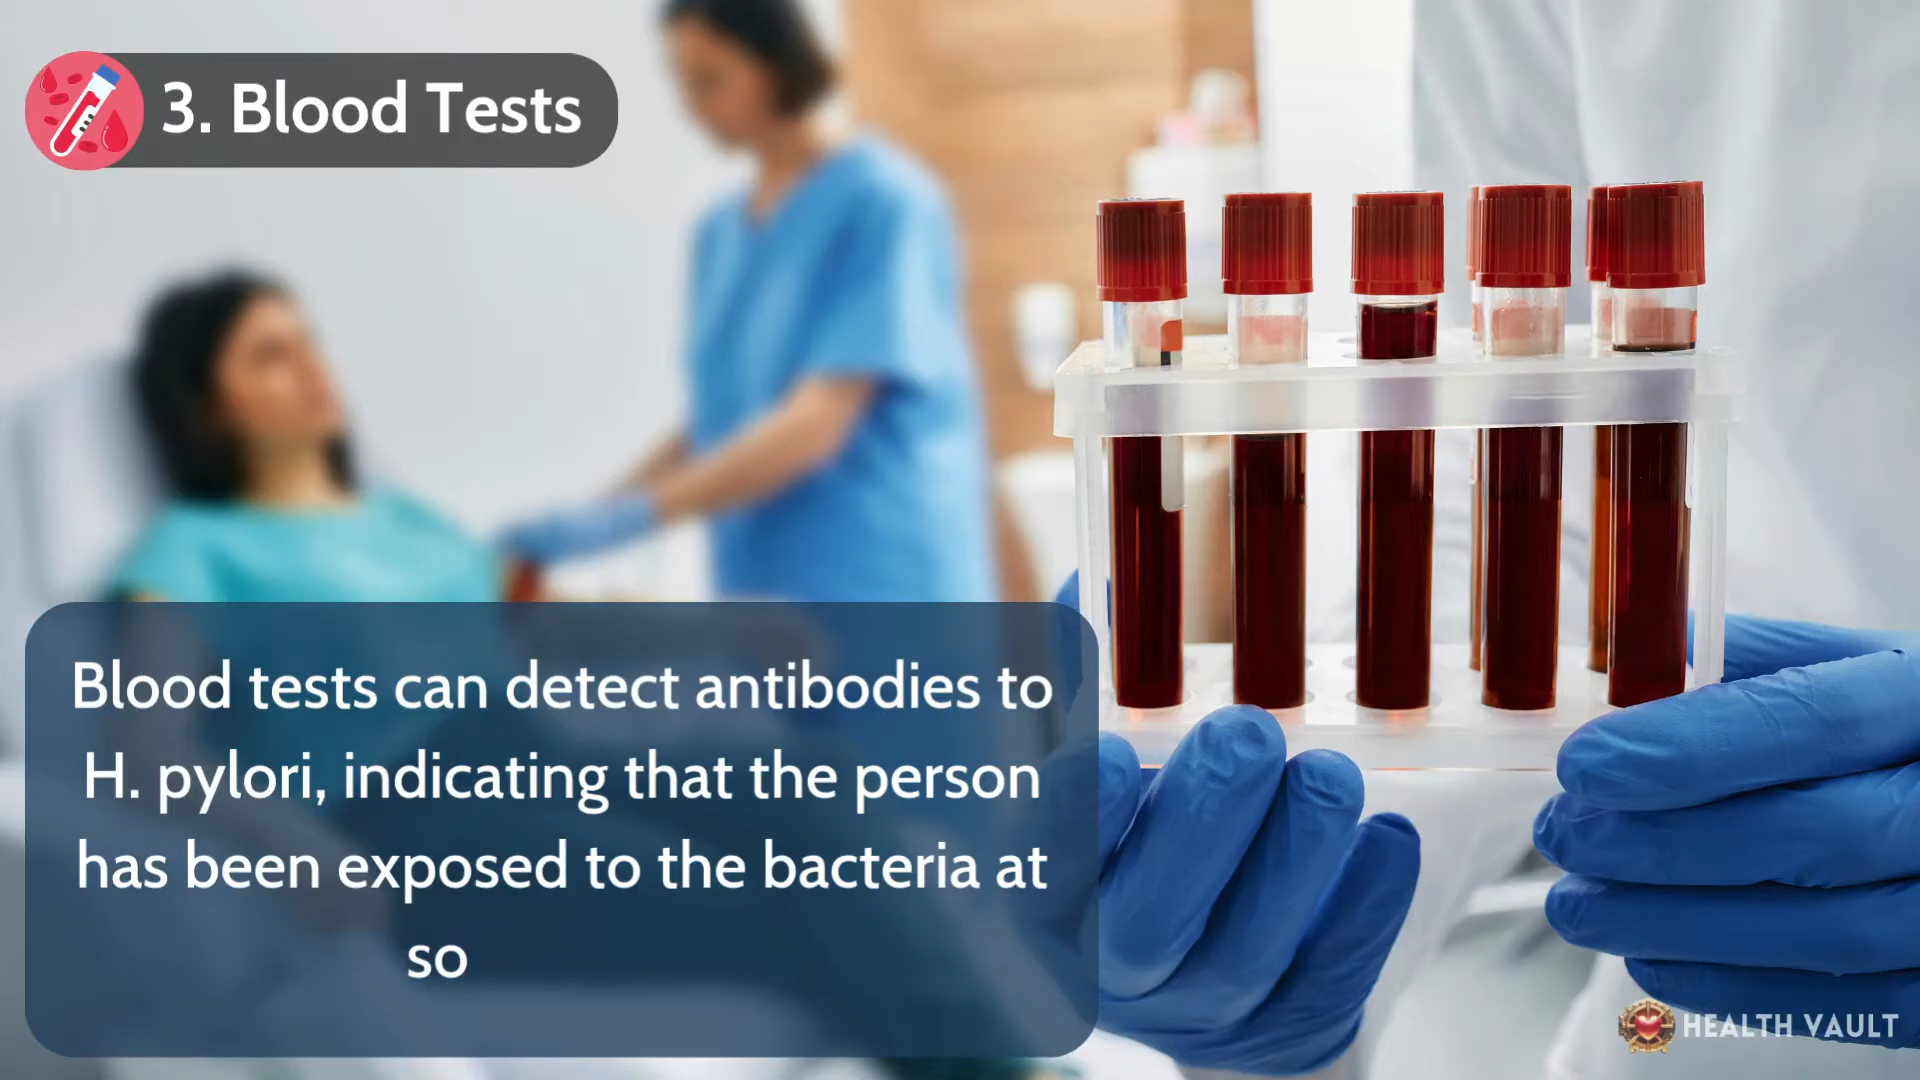 3. Blood Tests
Blood tests can detect antibodies to
H. pylori, indicating that the person
has been exposed to the bacteria at
so
HEALTH VAULT